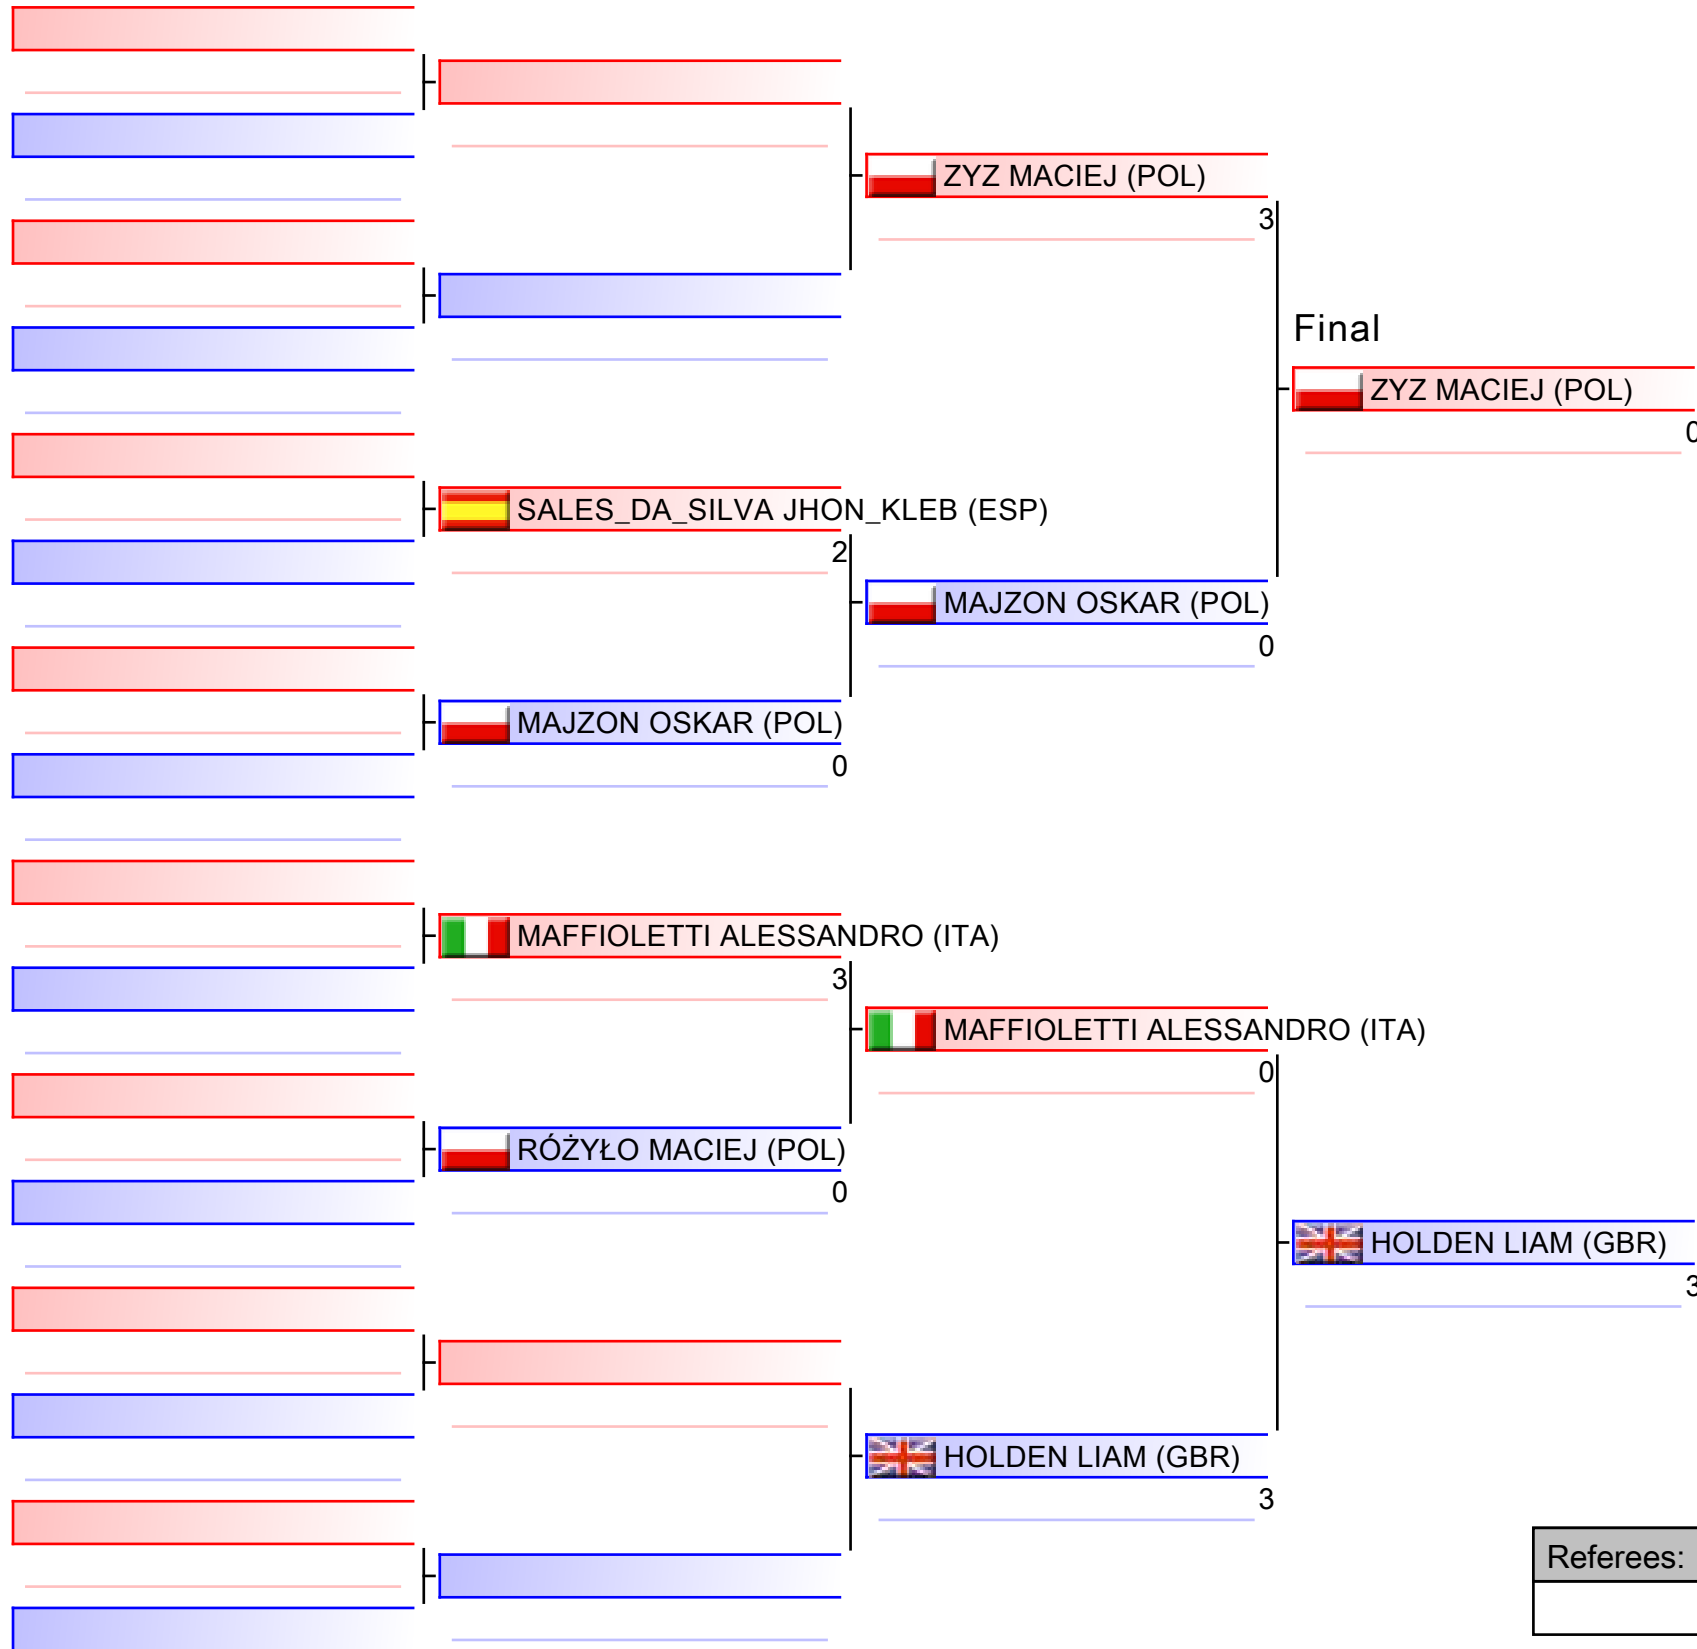 ZYZ MACIEJ (POL)
3
Final
ZYZ MACIEJ (POL)
0
SALES_DA_SILVA JHON_KLEB (ESP)
2
MAJZON OSKAR (POL)
0
MAJZON OSKAR (POL)
0
MAFFIOLETTI ALESSANDRO (ITA)
3
MAFFIOLETTI ALESSANDRO (ITA)
0
RÓŻYŁO MACIEJ (POL)
0
HOLDEN LIAM (GBR)
3
HOLDEN LIAM (GBR)
3
Referees: